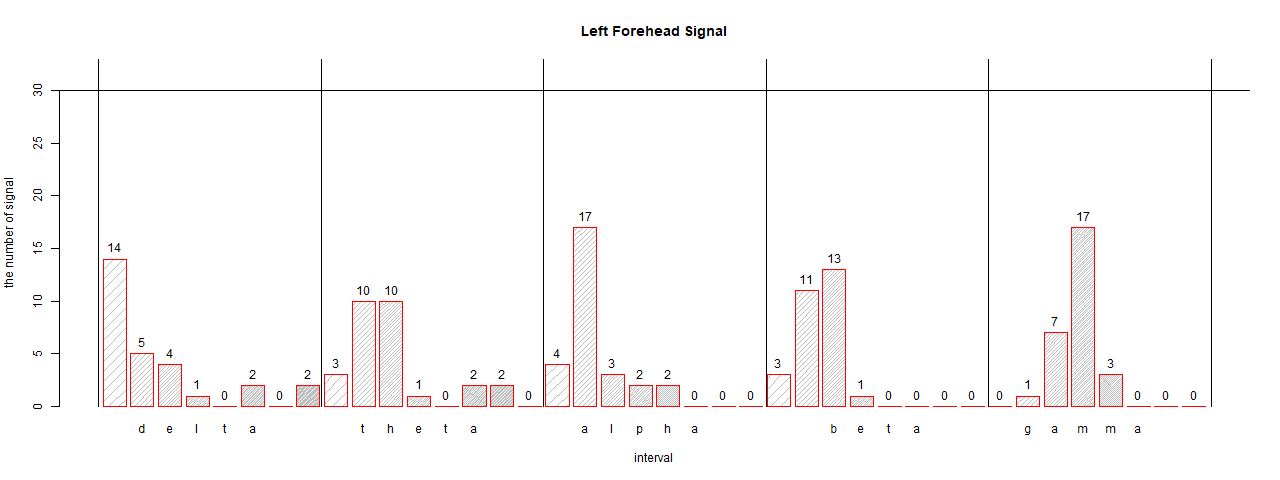 Left Forehead Signal
the number of signal
30
25
20
15
10
5
0
14 5 4 1 0 2 0 2 3 10 10 1 0 2 2 0 4 17 3 2 2 0 0 0 3 11 13 1 0 0 0 0 0 1 7 17 3 0 0 0
d e l t a t h e t a a l p h a b e t a g a m m a
interval